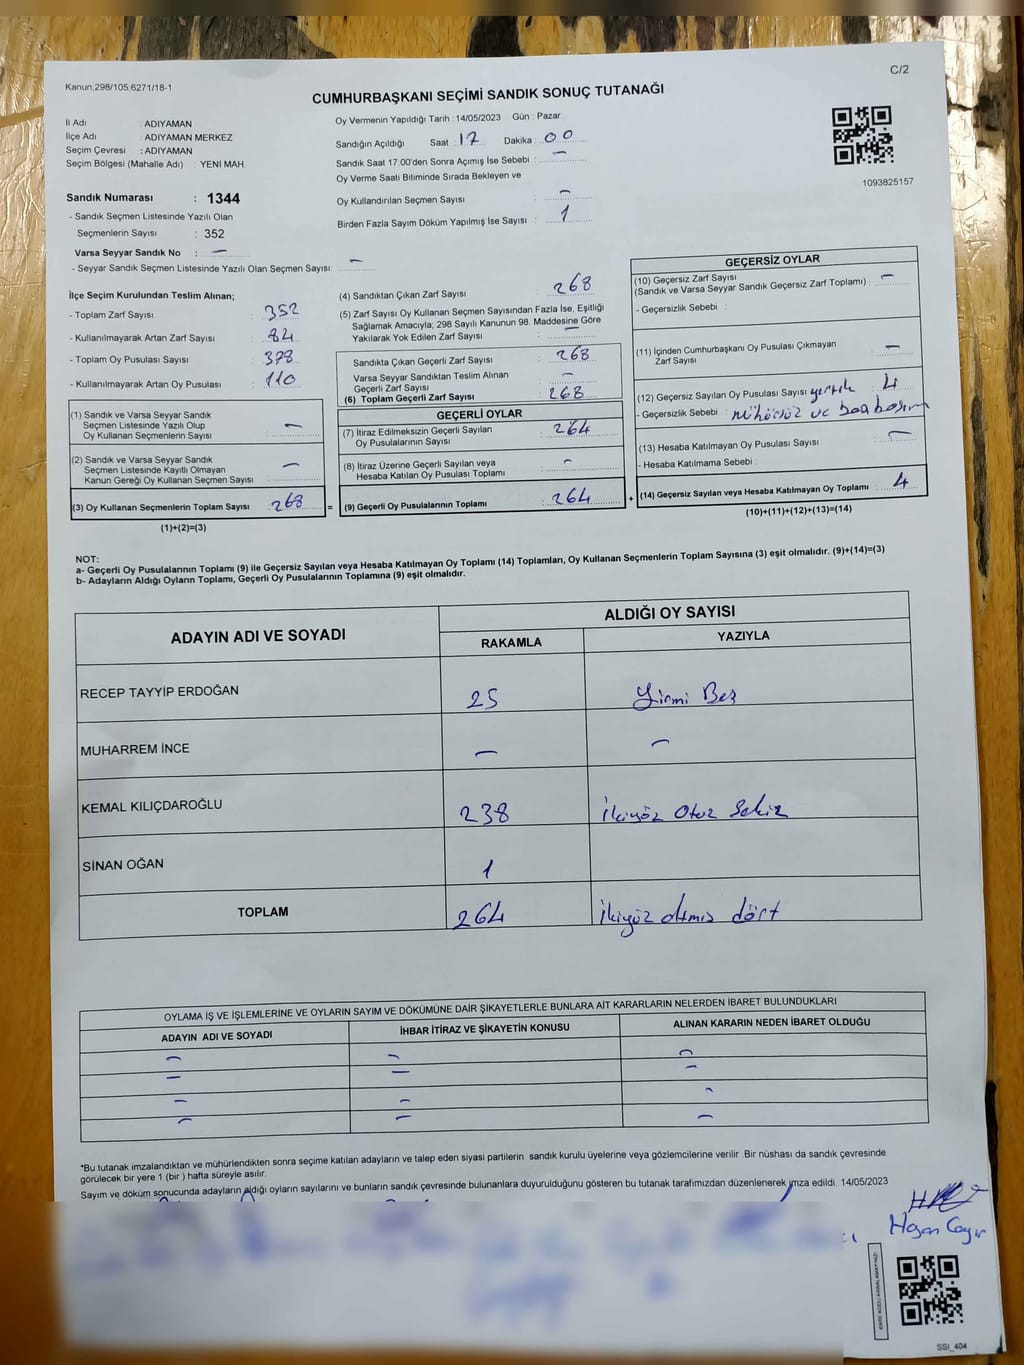 Kanun:298/105;6271/18-1
C/2
CUMHURBAŞKANI SEÇİMİ SANDIK SONUÇ TUTANAĞI
İl Adı : ADIYAMAN
İlçe Adı : ADIYAMAN MERKEZ
Seçim Çevresi : ADIYAMAN
Seçim Bölgesi (Mahalle Adı) : YENİ MAH.
Oy Vermenin Yapıldığı Tarih : 14/05/2023 Gün : Pazar
Sandığın Açıldığı Saat : 17 Dakika : 00
Sandık Saat 17:00'den Sonra Açımış İse Sebebi : —
Oy Verme Saati Bitiminde Sırada Bekleyen ve
Oy Kullandırılan Seçmen Sayısı : —
Birden Fazla Sayım Döküm Yapılmış İse Sayısı : 1
1093825157
Sandık Numarası : 1344
- Sandık Seçmen Listesinde Yazılı Olan
Seçmenlerin Sayısı : 352
Varsa Seyyar Sandık No : —
- Seyyar Sandık Seçmen Listesinde Yazılı Olan Seçmen Sayısı: —
İlçe Seçim Kurulundan Teslim Alınan;
- Toplam Zarf Sayısı : 352
- Kullanılmayarak Artan Zarf Sayısı : 84
- Toplam Oy Pusulası Sayısı : 378
- Kullanılmayarak Artan Oy Pusulası : 110
(1) Sandık ve Varsa Seyyar Sandık
Seçmen Listesinde Yazılı Olup
Oy Kullanan Seçmenlerin Sayısı : —
(2) Sandık ve Varsa Seyyar Sandık
Seçmen Listesinde Kayıtlı Olmayan
Kanun Gereği Oy Kullanan Seçmen Sayısı : —
(3) Oy Kullanan Seçmenlerin Toplam Sayısı : 268 =
(1)+(2)=(3)
(4) Sandıktan Çıkan Zarf Sayısı : 268
(5) Zarf Sayısı Oy Kullanan Seçmen Sayısından Fazla İse, Eşitliği
Sağlamak Amacıyla; 298 Sayılı Kanunun 98. Maddesine Göre
Yakılarak Yok Edilen Zarf Sayısı : —
Sandıkta Çıkan Geçerli Zarf Sayısı : 268
Varsa Seyyar Sandıktan Teslim Alınan
Geçerli Zarf Sayısı : —
(6) Toplam Geçerli Zarf Sayısı : 268
GEÇERLİ OYLAR
(7) İtiraz Edilmeksizin Geçerli Sayılan
Oy Pusulalarının Sayısı : 264
(8) İtiraz Üzerine Geçerli Sayılan veya
Hesaba Katılan Oy Pusulası Toplamı : —
(9) Geçerli Oy Pusulalarının Toplamı : 264 +
GEÇERSİZ OYLAR
(10) Geçersiz Zarf Sayısı
(Sandık ve Varsa Seyyar Sandık Geçersiz Zarf Toplamı) : —
- Geçersizlik Sebebi :
(11) İçinden Cumhurbaşkanı Oy Pusulası Çıkmayan
Zarf Sayısı : —
(12) Geçersiz Sayılan Oy Pusulası Sayısı yırtık 4
- Geçersizlik Sebebi : mühürsüz ve boş
(13) Hesaba Katılmayan Oy Pusulası Sayısı : —
- Hesaba Katılmama Sebebi :
(14) Geçersiz Sayılan veya Hesaba Katılmayan Oy Toplamı : 4
(10)+(11)+(12)+(13)=(14)
NOT:
a- Geçerli Oy Pusulalarının Toplamı (9) ile Geçersiz Sayılan veya Hesaba Katılmayan Oy Toplamı (14) Toplamları, Oy Kullanan Seçmenlerin Toplam Sayısına (3) eşit olmalıdır. (9)+(14)=(3)
b- Adayların Aldığı Oyların Toplamı, Geçerli Oy Pusulalarının Toplamına (9) eşit olmalıdır.
ADAYIN ADI VE SOYADI
ALDIĞI OY SAYISI
RAKAMLA YAZIYLA
RECEP TAYYİP ERDOĞAN 25 Yirmi Beş
MUHARREM İNCE — —
KEMAL KILIÇDAROĞLU 238 İkiyüz Otuz Sekiz
SİNAN OĞAN 1
TOPLAM 264 İkiyüz altmış dört
OYLAMA İŞ VE İŞLEMLERİNE VE OYLARIN SAYIM VE DÖKÜMÜNE DAİR ŞİKAYETLERLE BUNLARA AİT KARARLARIN NELERDEN İBARET BULUNDUKLARI
ADAYIN ADI VE SOYADI İHBAR İTİRAZ VE ŞİKAYETİN KONUSU ALINAN KARARIN NEDEN İBARET OLDUĞU
— — —
— — —
— — —
— — —
*Bu tutanak imzalandıktan ve mühürlendikten sonra seçime katılan adayların ve talep eden siyasi partilerin sandık kurulu üyelerine veya gözlemcilerine verilir .Bir nüshası da sandık çevresinde
görülecek bir yere 1 (bir ) hafta süreyle asılır.
Sayım ve döküm sonucunda adayların aldığı oyların sayılarını ve bunların sandık çevresinde bulunanlara duyurulduğunu gösteren bu tutanak tarafımızdan düzenlenerek imza edildi. 14/05/2023
SSI_404